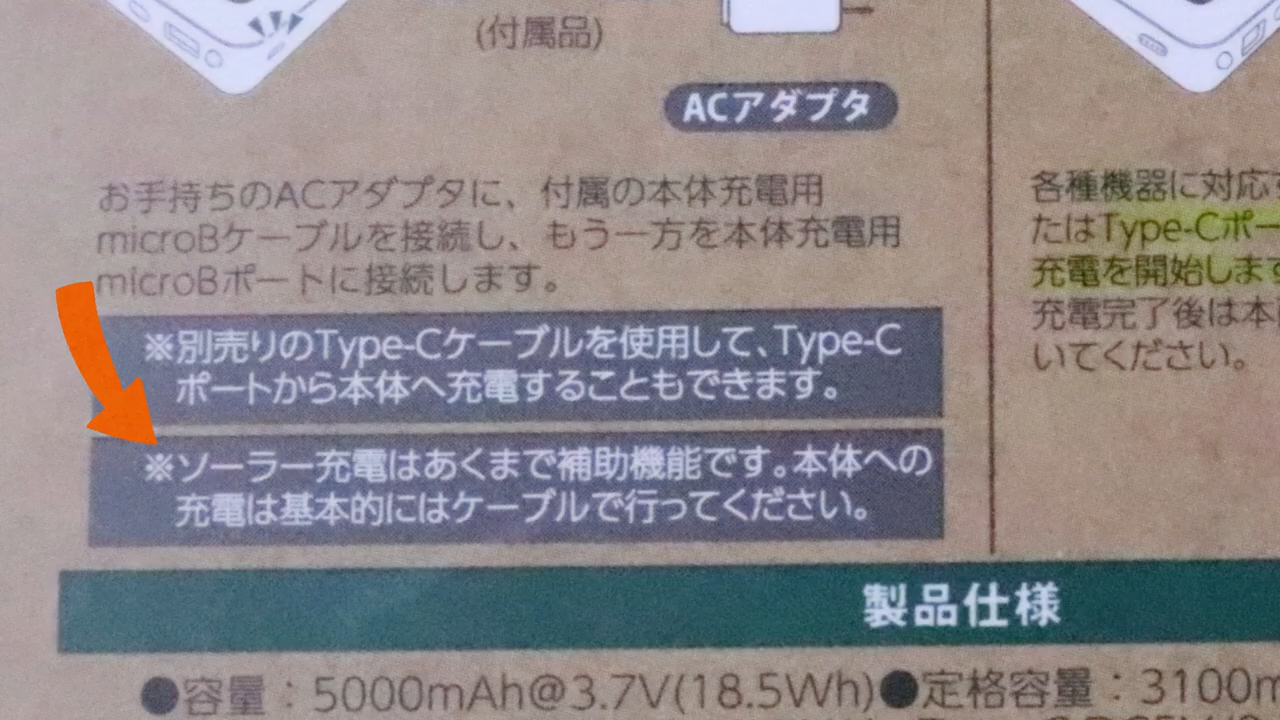 (付属品)
ACアダプタ
お手持ちのACアダプタに、付属の本体充電用
microBケーブルを接続し、もう一方を本体充電用
microBポートに接続します。
※別売りのType-Cケーブルを使用して、Type-C
ポートから本体へ充電することもできます。
※ソーラー充電はあくまで補助機能です。本体への
充電は基本的にはケーブルで行ってください。
各種機器に対応
たはType-Cポー
充電を開始します
充電完了後は本
いてください。
製品仕様
●容量：5000mAh@3.7V(18.5Wh)●定格容量：3100m